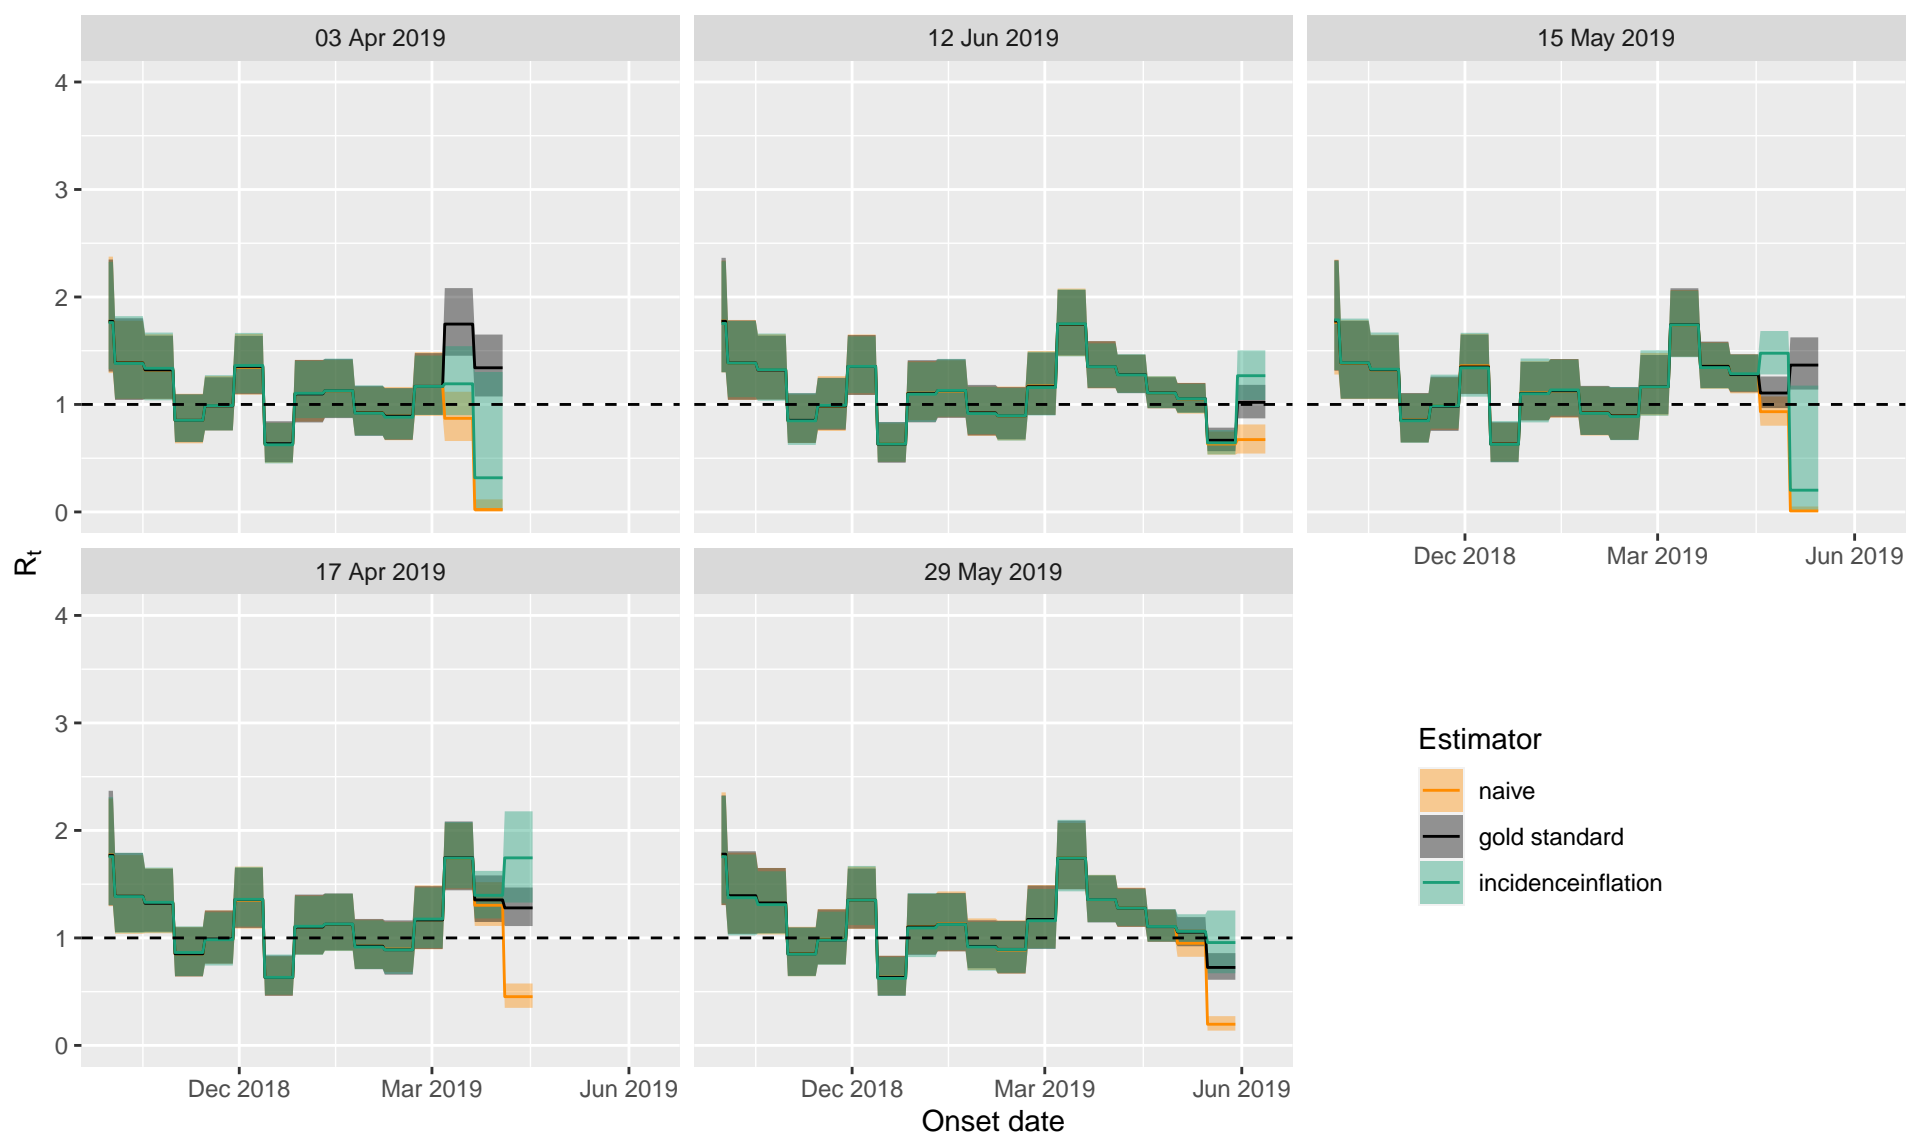 03 Apr 2019
12 Jun 2019
15 May 2019
4
3
2
1
0
Dec 2018
Mar 2019
Jun 2019
Rt
17 Apr 2019
29 May 2019
4
3
2
1
0
Dec 2018
Mar 2019
Jun 2019
Dec 2018
Mar 2019
Jun 2019
Onset date
Estimator
naive
gold standard
incidenceinflation